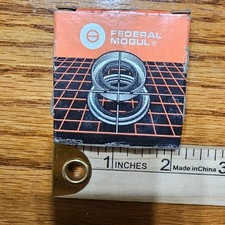 FEDERAL
MOGUL®
1 INCHES 2 Made in China 3